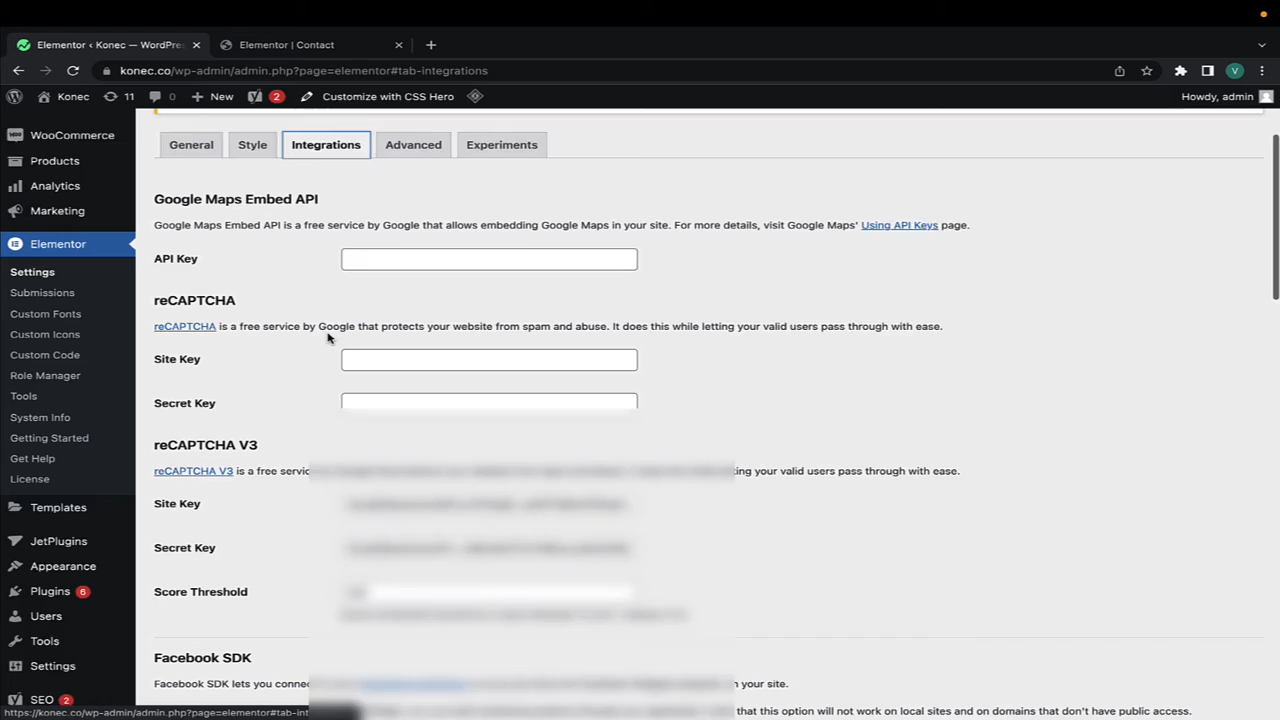 Elementor ‹ Konec — WordPres
Elementor | Contact
konec.co/wp-admin/admin.php?page=elementor#tab-integrations
V
Konec
11
0
New
2
Customize with CSS Hero
Howdy, admin
WooCommerce
Products
Analytics
Marketing
Elementor
Settings
Submissions
Custom Fonts
Custom Icons
Custom Code
Role Manager
Tools
System Info
Getting Started
Get Help
License
Templates
JetPlugins
Appearance
Plugins 6
Users
Tools
Settings
SEO 2
General
Style
Integrations
Advanced
Experiments
Google Maps Embed API
Google Maps Embed API is a free service by Google that allows embedding Google Maps in your site. For more details, visit Google Maps' Using API Keys page.
API Key
reCAPTCHA
reCAPTCHA is a free service by Google that protects your website from spam and abuse. It does this while letting your valid users pass through with ease.
Site Key
Secret Key
reCAPTCHA V3
reCAPTCHA V3 is a free your valid users pass through with ease.
Site Key
Secret Key
Score Threshold
Facebook SDK
Facebook SDK lets you your site.
that this option will not work on local sites and on domains that don't have public access.
https://konec.co/wp-admin/admin.php?page=elementor#tab-int